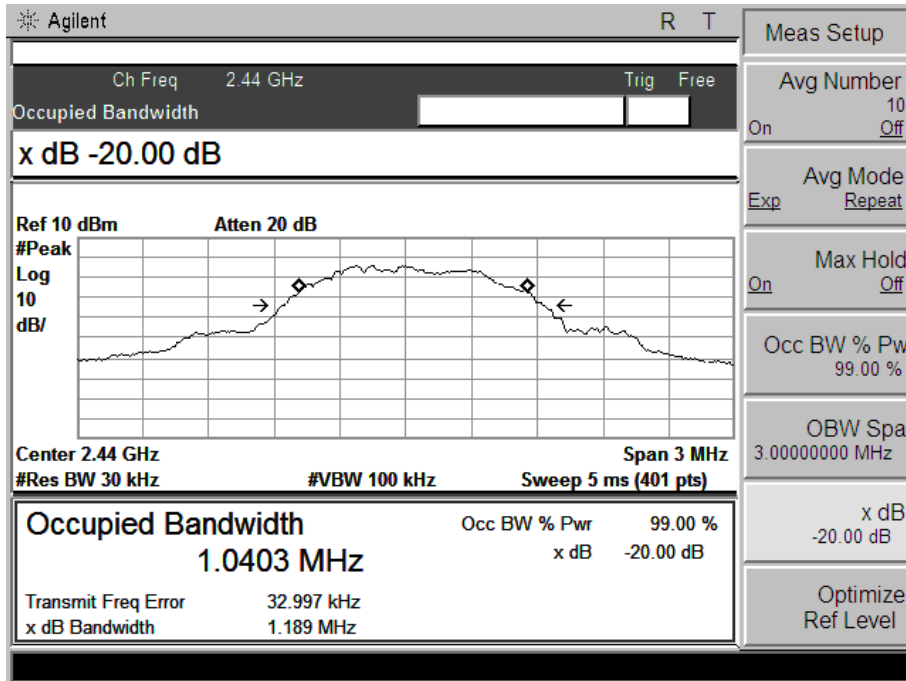 Agilent R T
Ch Freq 2.44 GHz Trig Free
Occupied Bandwidth
x dB -20.00 dB
Ref 10 dBm Atten 20 dB
#Peak
Log
10
dB/
Center 2.44 GHz Span 3 MHz
#Res BW 30 kHz #VBW 100 kHz Sweep 5 ms (401 pts)
Occupied Bandwidth Occ BW % Pwr 99.00 %
1.0403 MHz x dB -20.00 dB
Transmit Freq Error 32.997 kHz
x dB Bandwidth 1.189 MHz
Meas Setup
Avg Number
10
On Off
Avg Mode
Exp Repeat
Max Hold
On Off
Occ BW % Pw
99.00 %
OBW Spa
3.00000000 MHz
x dB
-20.00 dB
Optimize
Ref Level